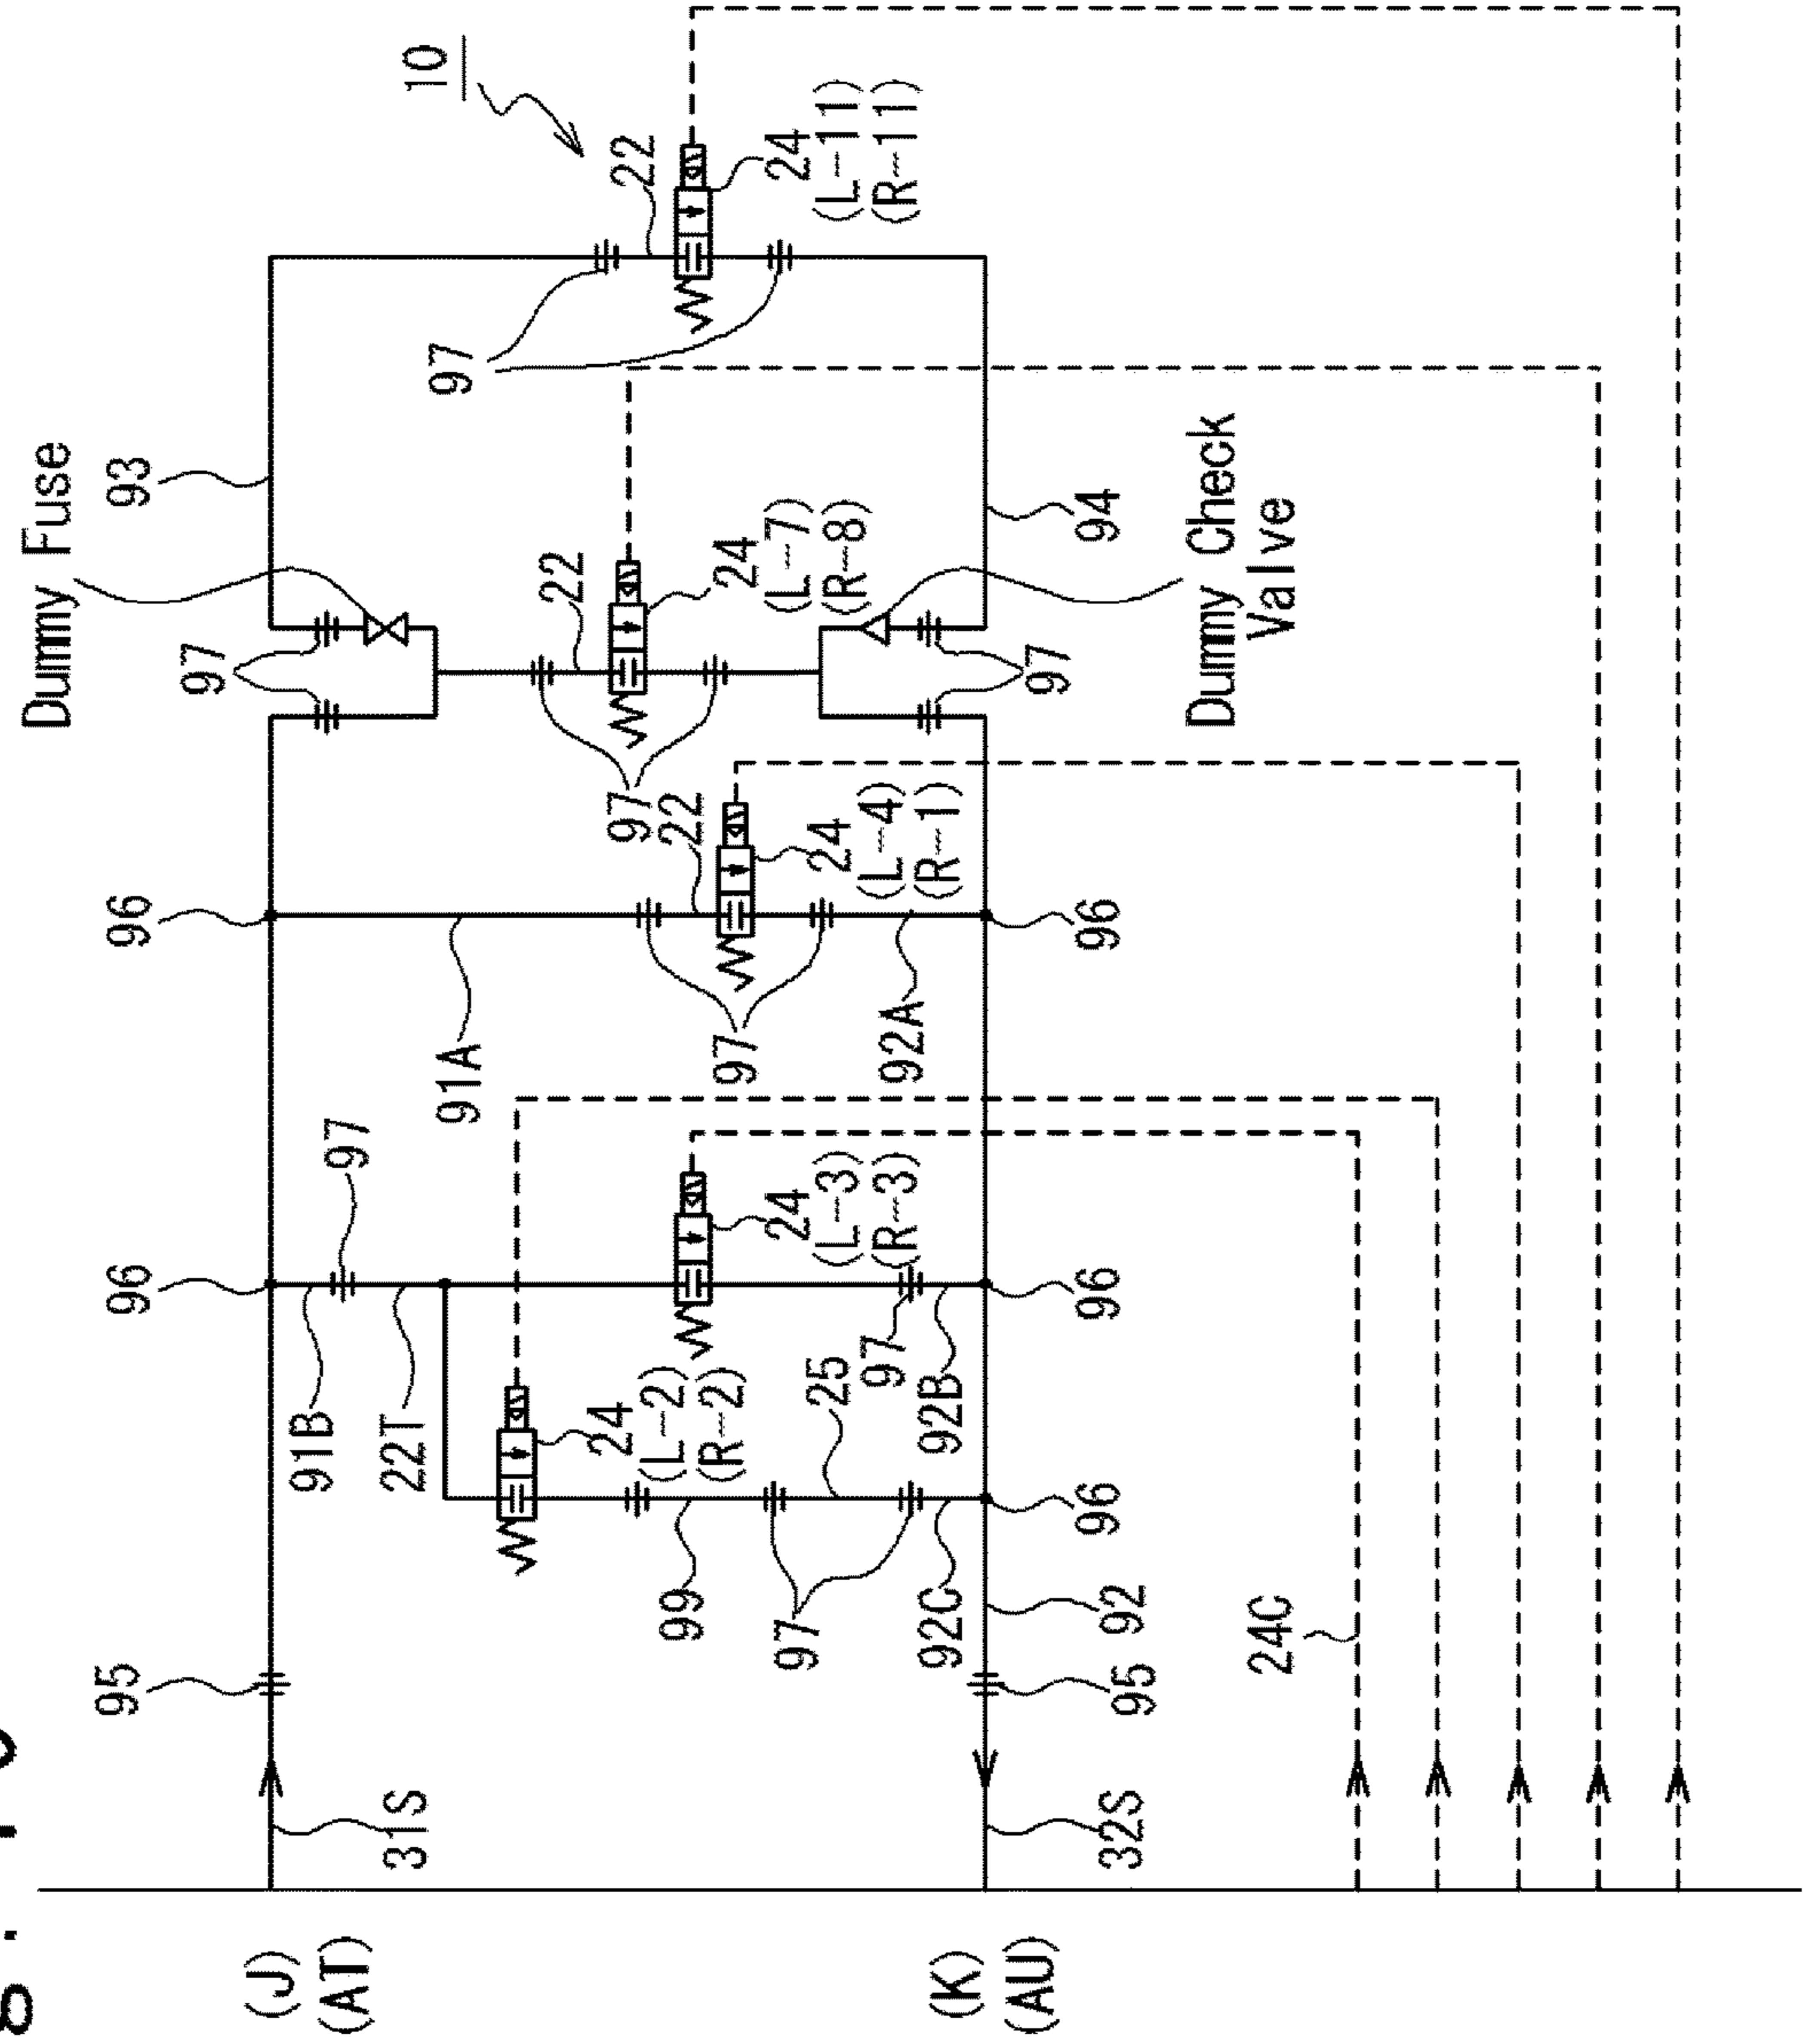 10
93
Dummy Fuse
97
22
24
(L-11)
(R-11)
97
97
22
24
(L-7)
(R-8)
94
Dummy Check
Valve
97
97
22
24
(L-4)
(R-1)
96
91A
97
92A
96
96
97
91B
22T
24
(L-3)
(R-3)
97
92B
96
24
(L-2)
(R-2)
25
99
97
92C
96
92
95
95
24C
31S
32S
(J)
(AT)
(K)
(AU)